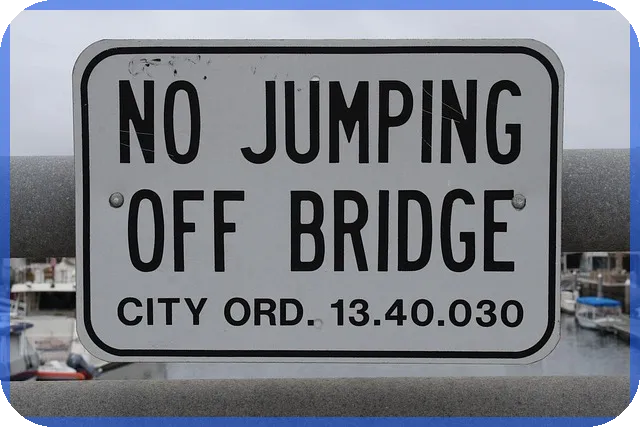 NO JUMPING
OFF BRIDGE
CITY ORD. 13.40.030